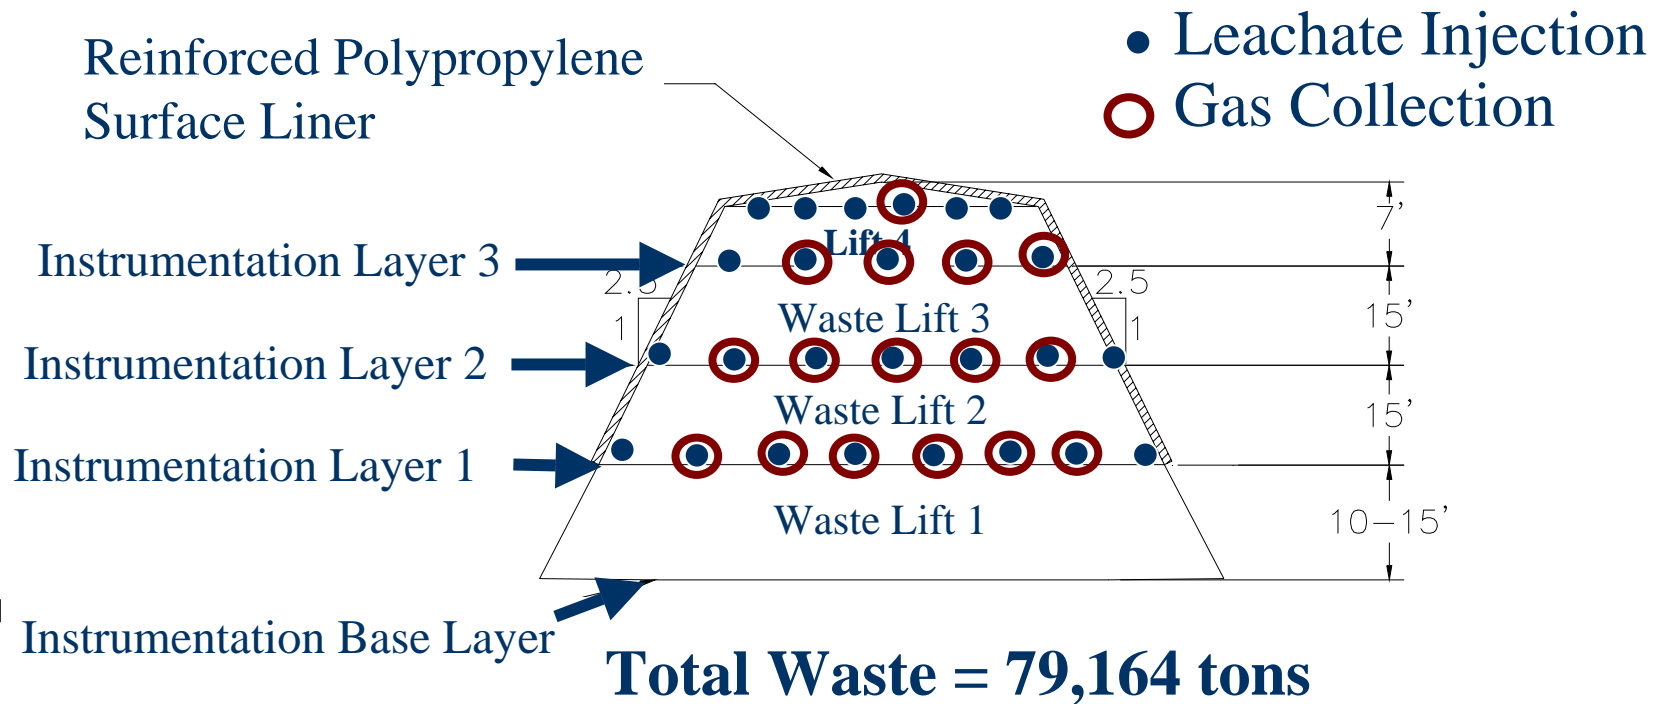 Reinforced Polypropylene
Surface Liner
Leachate Injection
Gas Collection
7'
Lift 4
Instrumentation Layer 3
2.5
2.5
Waste Lift 3
15'
1
1
Instrumentation Layer 2
Waste Lift 2
15'
Instrumentation Layer 1
Waste Lift 1
10-15'
Instrumentation Base Layer
Total Waste = 79,164 tons